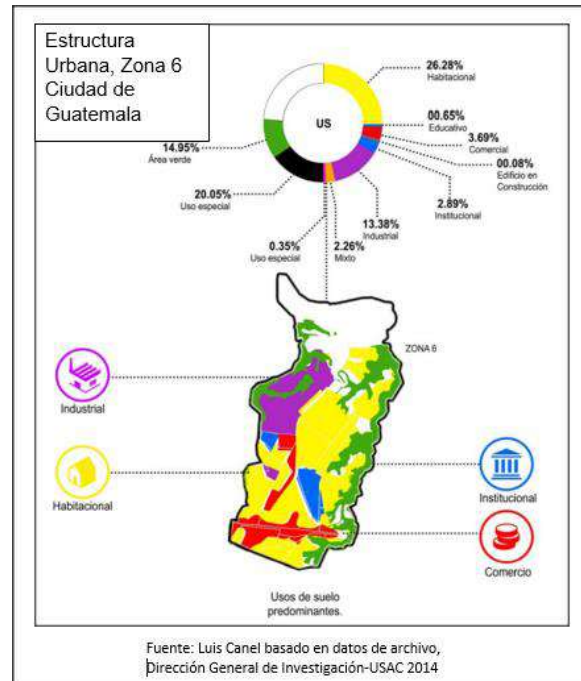 Estructura
Urbana, Zona 6
Ciudad de
Guatemala
26.28%
Habitacional
US
00.65%
Educativo
3.69%
Comercial
00.08%
Edificio en
Construcción
2.89%
Institucional
13.38%
Industrial
2.26%
Mixto
0.35%
Uso especial
20.05%
Uso especial
14.95%
Área verde
ZONA 6
Industrial
Habitacional
Institucional
Comercio
Usos de suelo
predominantes.
Fuente: Luis Canel basado en datos de archivo,
Dirección General de Investigación-USAC 2014